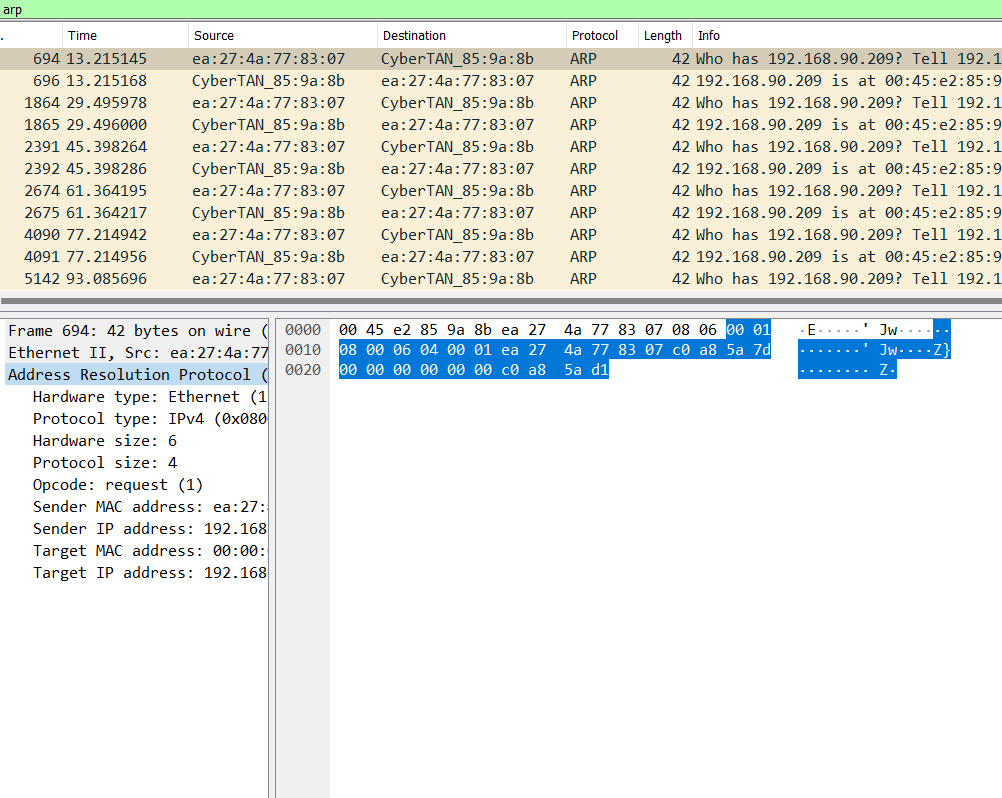 arp
. Time Source Destination Protocol Length Info
694 13.215145 ea:27:4a:77:83:07 CyberTAN_85:9a:8b ARP 42 Who has 192.168.90.209? Tell 192.1
696 13.215168 CyberTAN_85:9a:8b ea:27:4a:77:83:07 ARP 42 192.168.90.209 is at 00:45:e2:85:9
1864 29.495978 ea:27:4a:77:83:07 CyberTAN_85:9a:8b ARP 42 Who has 192.168.90.209? Tell 192.1
1865 29.496000 CyberTAN_85:9a:8b ea:27:4a:77:83:07 ARP 42 192.168.90.209 is at 00:45:e2:85:9
2391 45.398264 ea:27:4a:77:83:07 CyberTAN_85:9a:8b ARP 42 Who has 192.168.90.209? Tell 192.1
2392 45.398286 CyberTAN_85:9a:8b ea:27:4a:77:83:07 ARP 42 192.168.90.209 is at 00:45:e2:85:9
2674 61.364195 ea:27:4a:77:83:07 CyberTAN_85:9a:8b ARP 42 Who has 192.168.90.209? Tell 192.1
2675 61.364217 CyberTAN_85:9a:8b ea:27:4a:77:83:07 ARP 42 192.168.90.209 is at 00:45:e2:85:9
4090 77.214942 ea:27:4a:77:83:07 CyberTAN_85:9a:8b ARP 42 Who has 192.168.90.209? Tell 192.1
4091 77.214956 CyberTAN_85:9a:8b ea:27:4a:77:83:07 ARP 42 192.168.90.209 is at 00:45:e2:85:9
5142 93.085696 ea:27:4a:77:83:07 CyberTAN_85:9a:8b ARP 42 Who has 192.168.90.209? Tell 192.1
Frame 694: 42 bytes on wire (
Ethernet II, Src: ea:27:4a:77
Address Resolution Protocol (
Hardware type: Ethernet (1
Protocol type: IPv4 (0x080
Hardware size: 6
Protocol size: 4
Opcode: request (1)
Sender MAC address: ea:27:
Sender IP address: 192.168
Target MAC address: 00:00:
Target IP address: 192.168
0000 00 45 e2 85 9a 8b ea 27 4a 77 83 07 08 06 00 01 ·E·····' Jw······
0010 08 00 06 04 00 01 ea 27 4a 77 83 07 c0 a8 5a 7d ·······' Jw····Z}
0020 00 00 00 00 00 00 c0 a8 5a d1 ········ Z·